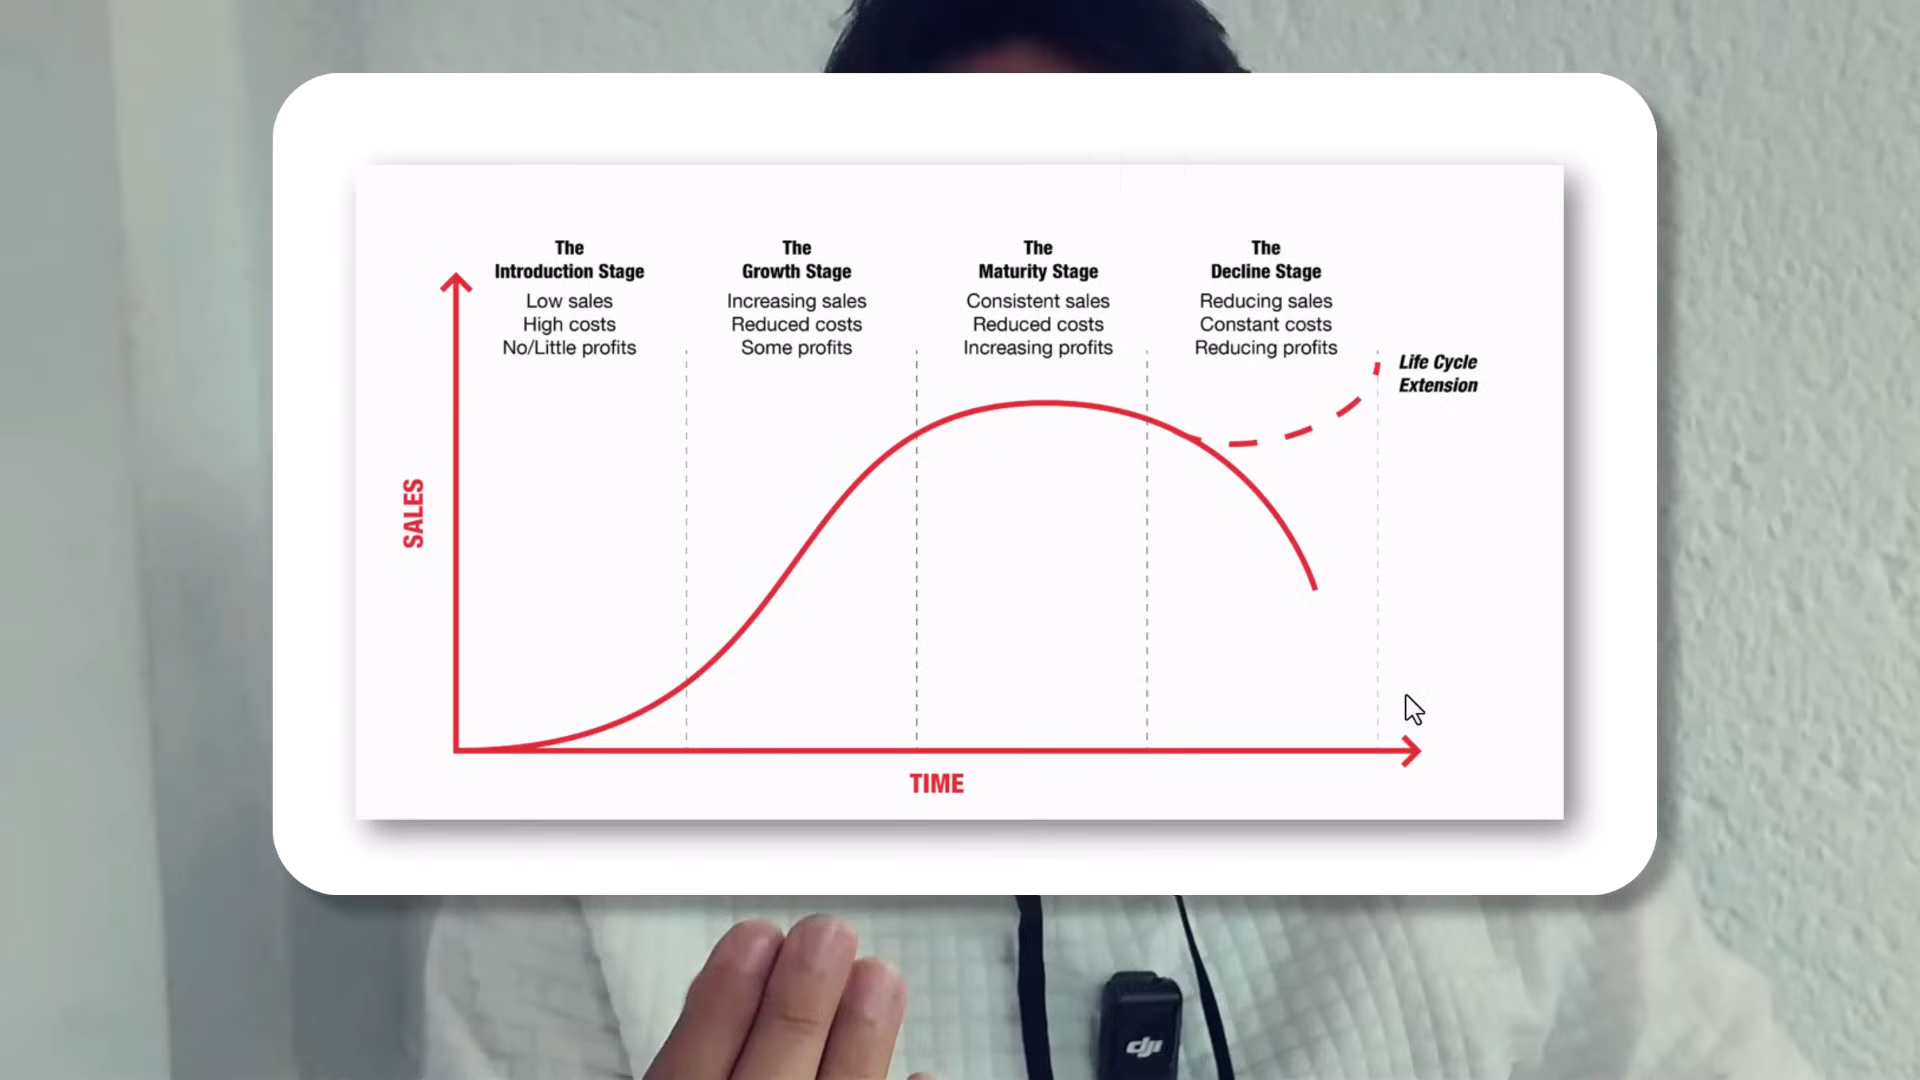 The
Introduction Stage
Low sales
High costs
No/Little profits
The
Growth Stage
Increasing sales
Reduced costs
Some profits
The
Maturity Stage
Consistent sales
Reduced costs
Increasing profits
The
Decline Stage
Reducing sales
Constant costs
Reducing profits
Life Cycle
Extension
SALES
TIME
dji